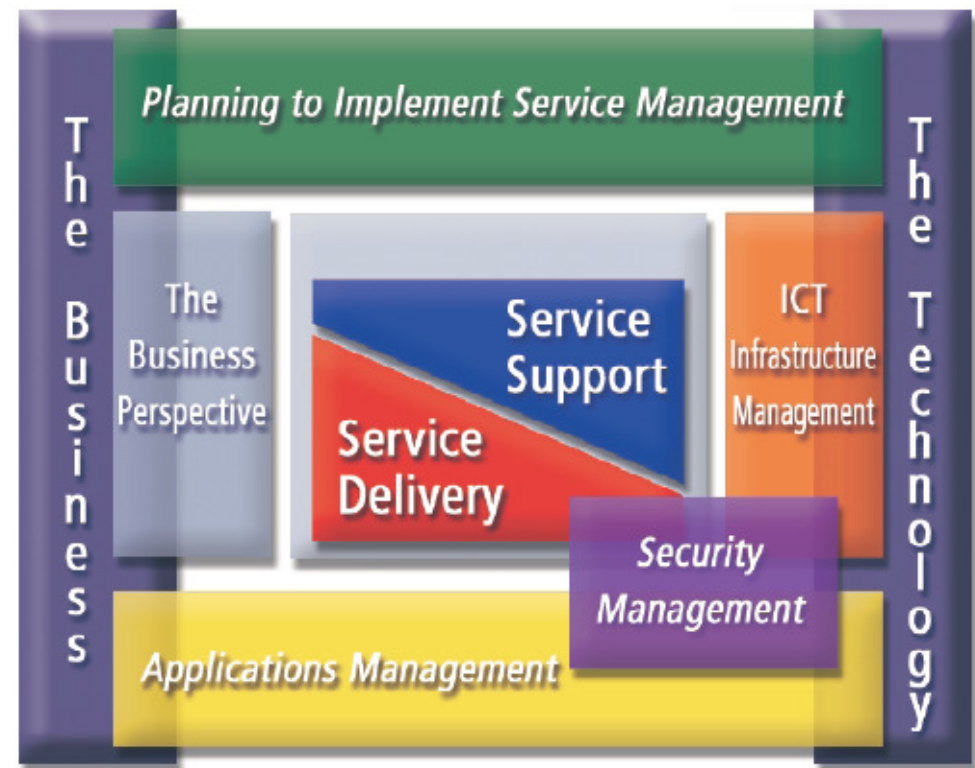 The Business
Planning to Implement Service Management
The Technology
The
Business
Perspective
Service
Support
Service
Delivery
ICT
Infrastructure
Management
Security
Management
Applications Management